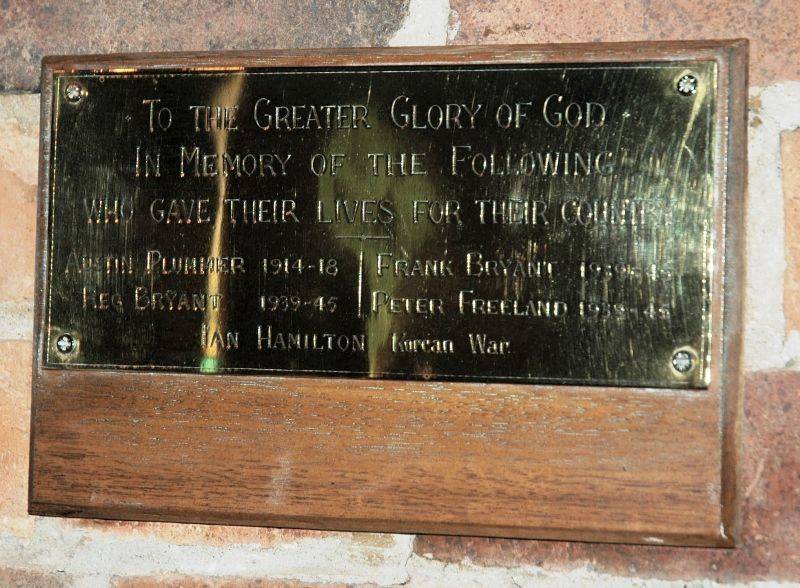 · TO THE GREATER GLORY OF GOD ·
IN MEMORY OF THE FOLLOWING
WHO GAVE THEIR LIVES FOR THEIR COUNTRY
AUSTIN PLUMMER 1914-18 FRANK BRYANT 1939-45
REG BRYANT 1939-45 PETER FREELAND 1939-45
IAN HAMILTON Korean War